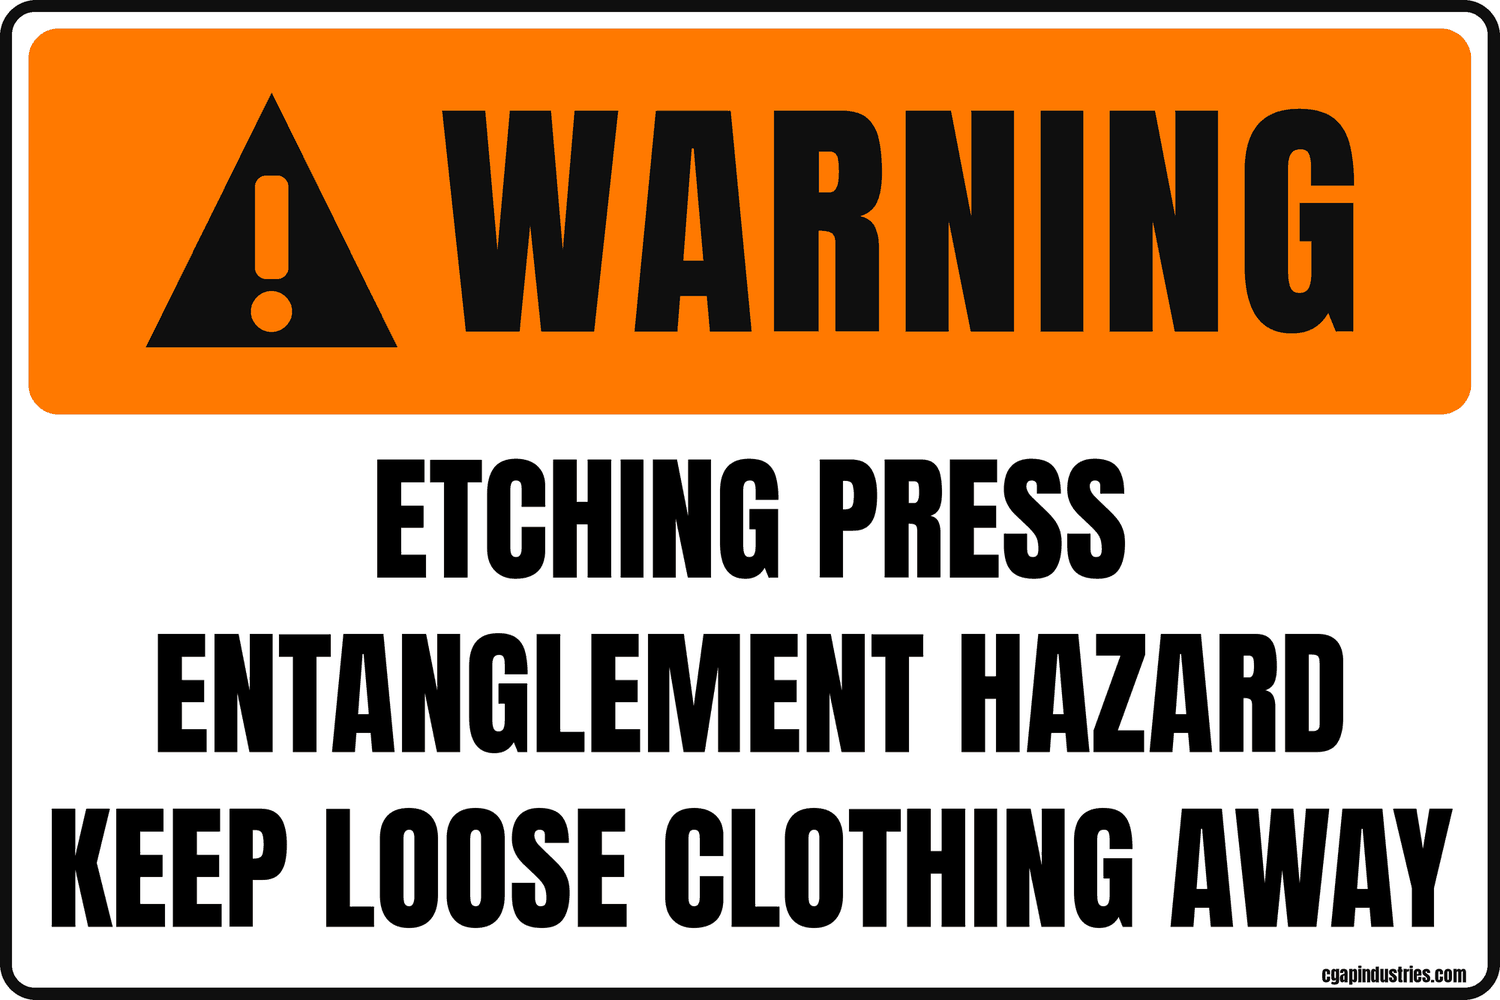 WARNING
ETCHING PRESS
ENTANGLEMENT HAZARD
KEEP LOOSE CLOTHING AWAY
cgapindustries.com